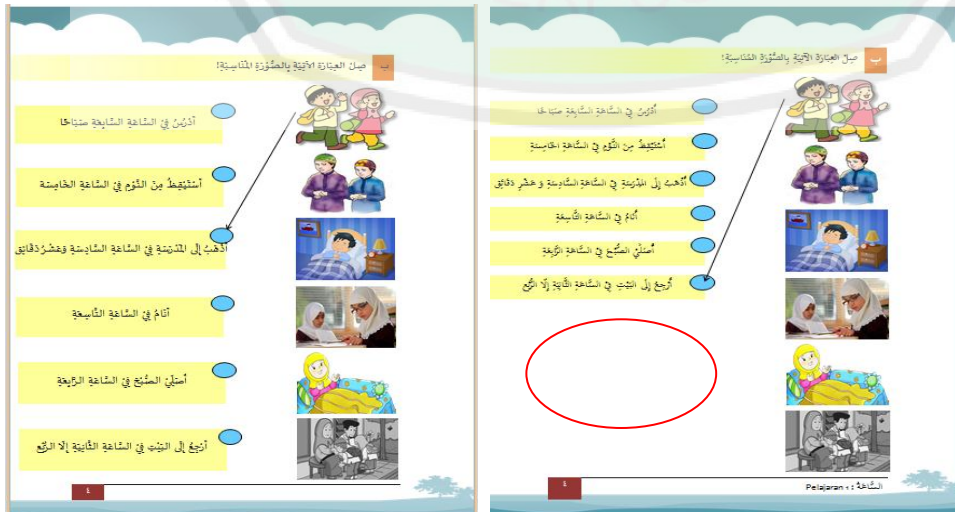 ب
صِلْ العِبَارَةَ الآتِيَةَ بِالصُّوْرَةِ المُنَاسِبَةِ!
أَدْرُسُ فِيْ السَّاعَةِ السَّابِعَةِ صَبَاحًا
أَسْتَيْقِظُ مِنَ النَّوْمِ فِيْ السَّاعَةِ الخَامِسَة
أَذْهَبُ إِلَى المَدْرَسَةِ فِيْ السَّاعَةِ السَّادِسَةِ وَعَشْرُ دَقَائِق
أَنَامُ فِيْ السَّاعَةِ التَّاسِعَةِ
أُصَلِّيْ الصُّبْحَ فِيْ السَّاعَةِ الرَّابِعَةِ
أَرْجِعُ إِلَى البَيْتِ فِيْ السَّاعَةِ الثَّانِيَةِ إِلَّا الرُّبْع
٤
ب
صِلْ العِبَارَةَ الآتِيَةَ بِالصُّوْرَةِ المُنَاسِبَةِ!
أَدْرُسُ فِيْ السَّاعَةِ السَّابِعَةِ صَبَاحًا
أَسْتَيْقِظُ مِنَ النَّوْمِ فِيْ السَّاعَةِ الخَامِسَةِ
أَذْهَبُ إِلَى المَدْرَسَةِ فِيْ السَّاعَةِ السَّادِسَةِ وَ عَشْرِ دَقَائِق
أَنَامُ فِيْ السَّاعَةِ التَّاسِعَةِ
أُصَلِّيْ الصُّبْحَ فِيْ السَّاعَةِ الرَّابِعَةِ
أَرْجِعُ إِلَى البَيْتِ فِيْ السَّاعَةِ الثَّانِيَةِ إِلَّا الرُّبْع
٤
Pelajaran ١ : السَّاعَةُ